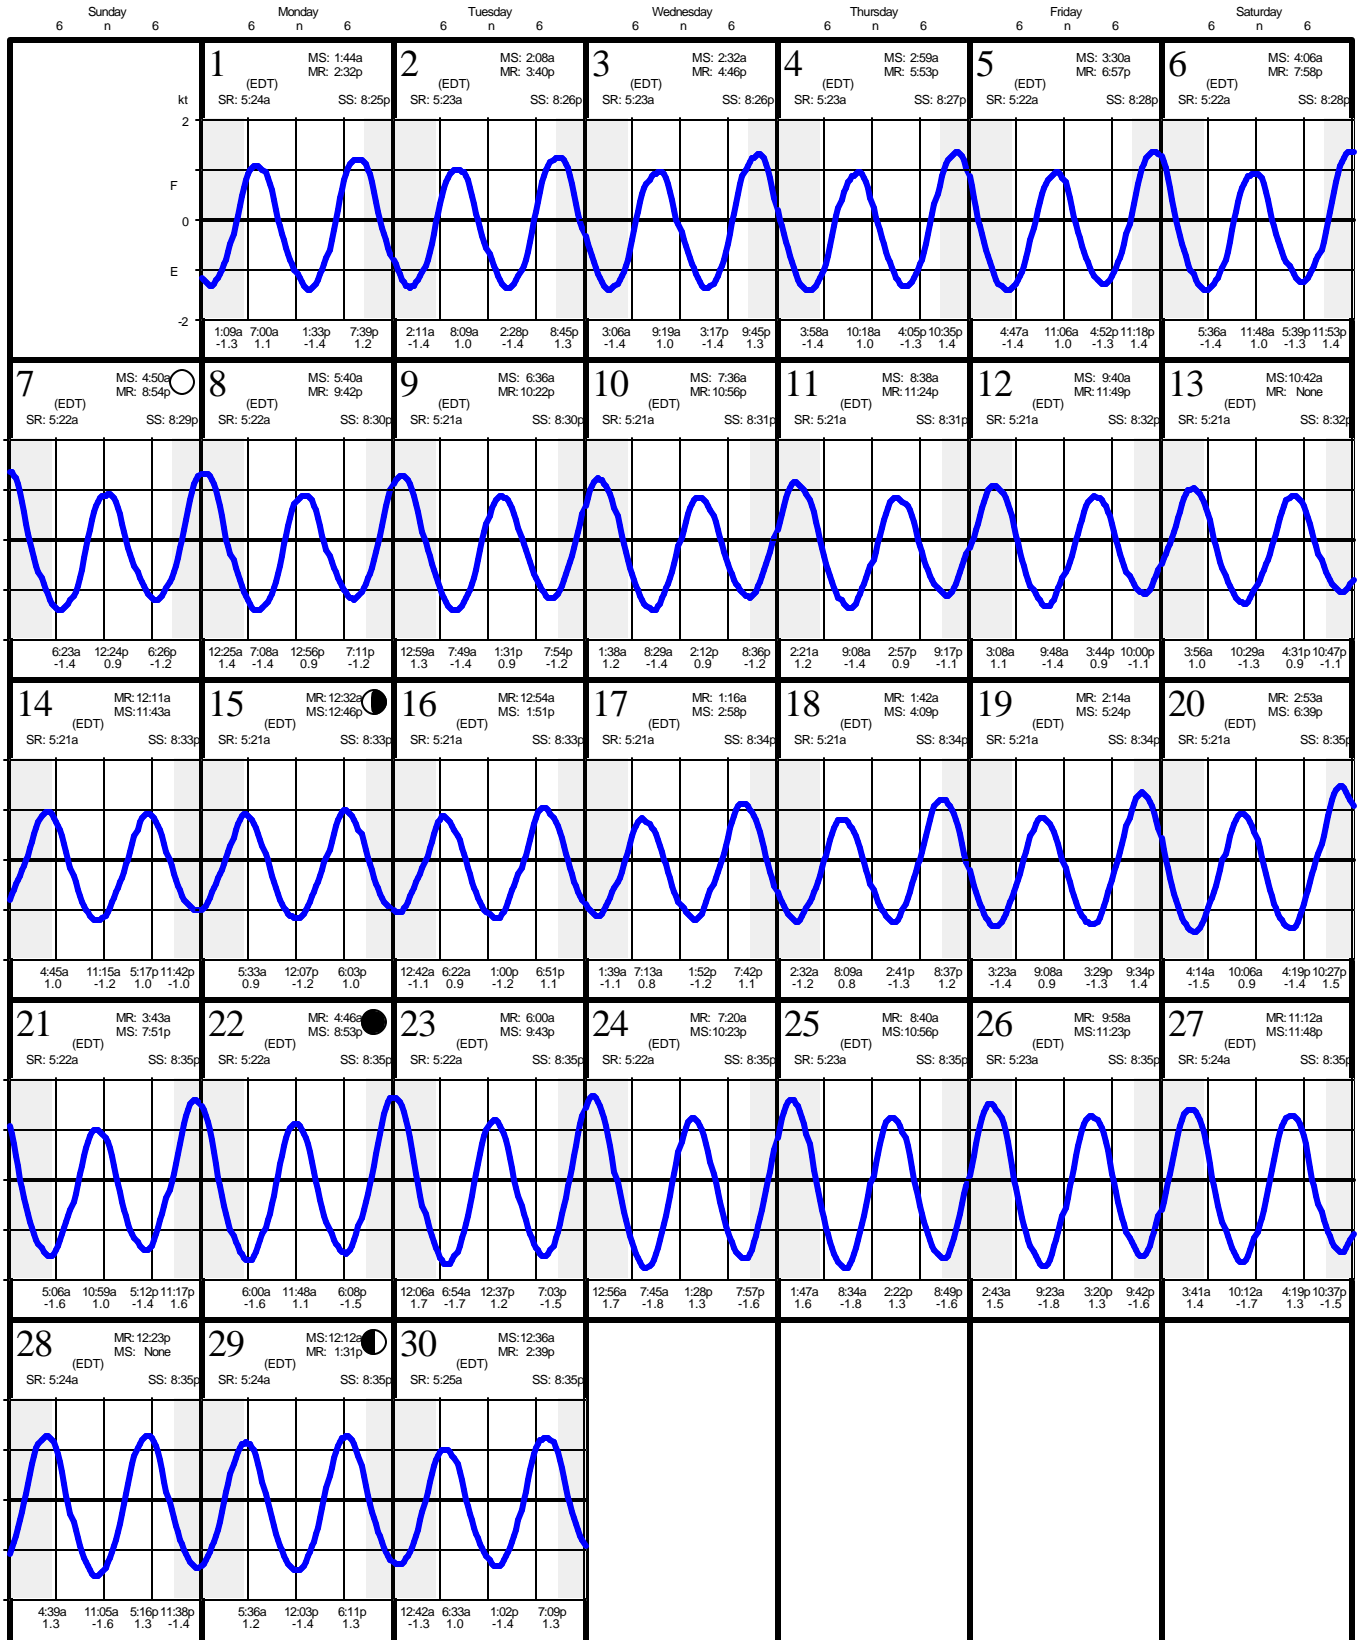 Sunday Monday Tuesday Wednesday Thursday Friday Saturday
6 n 6 6 n 6 6 n 6 6 n 6 6 n 6 6 n 6 6 n 6
1 MS: 1:44a
MR: 2:32p
(EDT)
SR: 5:24a SS: 8:25p
2 MS: 2:08a
MR: 3:40p
(EDT)
SR: 5:23a SS: 8:26p
3 MS: 2:32a
MR: 4:46p
(EDT)
SR: 5:23a SS: 8:26p
4 MS: 2:59a
MR: 5:53p
(EDT)
SR: 5:23a SS: 8:27p
5 MS: 3:30a
MR: 6:57p
(EDT)
SR: 5:22a SS: 8:28p
6 MS: 4:06a
MR: 7:58p
(EDT)
SR: 5:22a SS: 8:28p
kt
2
F
0
E
-2
1:09a 7:00a 1:33p 7:39p
-1.3 1.1 -1.4 1.2
2:11a 8:09a 2:28p 8:45p
-1.4 1.0 -1.4 1.3
3:06a 9:19a 3:17p 9:45p
-1.4 1.0 -1.4 1.3
3:58a 10:18a 4:05p 10:35p
-1.4 1.0 -1.3 1.4
4:47a 11:06a 4:52p 11:18p
-1.4 1.0 -1.3 1.4
5:36a 11:48a 5:39p 11:53p
-1.4 1.0 -1.3 1.4
7 MS: 4:50a
MR: 8:54p
(EDT)
SR: 5:22a SS: 8:29p
8 MS: 5:40a
MR: 9:42p
(EDT)
SR: 5:22a SS: 8:30p
9 MS: 6:36a
MR: 10:22p
(EDT)
SR: 5:21a SS: 8:30p
10 MS: 7:36a
MR: 10:56p
(EDT)
SR: 5:21a SS: 8:31p
11 MS: 8:38a
MR: 11:24p
(EDT)
SR: 5:21a SS: 8:31p
12 MS: 9:40a
MR: 11:49p
(EDT)
SR: 5:21a SS: 8:32p
13 MS: 10:42a
MR: None
(EDT)
SR: 5:21a SS: 8:32p
6:23a 12:24p 6:26p
-1.4 0.9 -1.2
12:25a 7:08a 12:56p 7:11p
1.4 -1.4 0.9 -1.2
12:59a 7:49a 1:31p 7:54p
1.3 -1.4 0.9 -1.2
1:38a 8:29a 2:12p 8:36p
1.2 -1.4 0.9 -1.2
2:21a 9:08a 2:57p 9:17p
1.2 -1.4 0.9 -1.1
3:08a 9:48a 3:44p 10:00p
1.1 -1.4 0.9 -1.1
3:56a 10:29a 4:31p 10:47p
1.0 -1.3 0.9 -1.1
14 MR: 12:11a
MS: 11:43a
(EDT)
SR: 5:21a SS: 8:33p
15 MR: 12:32a
MS: 12:46p
(EDT)
SR: 5:21a SS: 8:33p
16 MR: 12:54a
MS: 1:51p
(EDT)
SR: 5:21a SS: 8:33p
17 MR: 1:16a
MS: 2:58p
(EDT)
SR: 5:21a SS: 8:34p
18 MR: 1:42a
MS: 4:09p
(EDT)
SR: 5:21a SS: 8:34p
19 MR: 2:14a
MS: 5:24p
(EDT)
SR: 5:21a SS: 8:34p
20 MR: 2:53a
MS: 6:39p
(EDT)
SR: 5:21a SS: 8:35p
4:45a 11:15a 5:17p 11:42p
1.0 -1.2 1.0 -1.0
5:33a 12:07p 6:03p
0.9 -1.2 1.0
12:42a 6:22a 1:00p 6:51p
-1.1 0.9 -1.2 1.1
1:39a 7:13a 1:52p 7:42p
-1.1 0.8 -1.2 1.1
2:32a 8:09a 2:41p 8:37p
-1.2 0.8 -1.3 1.2
3:23a 9:08a 3:29p 9:34p
-1.4 0.9 -1.3 1.4
4:14a 10:06a 4:19p 10:27p
-1.5 0.9 -1.4 1.5
21 MR: 3:43a
MS: 7:51p
(EDT)
SR: 5:22a SS: 8:35p
22 MR: 4:46a
MS: 8:53p
(EDT)
SR: 5:22a SS: 8:35p
23 MR: 6:00a
MS: 9:43p
(EDT)
SR: 5:22a SS: 8:35p
24 MR: 7:20a
MS: 10:23p
(EDT)
SR: 5:22a SS: 8:35p
25 MR: 8:40a
MS: 10:56p
(EDT)
SR: 5:23a SS: 8:35p
26 MR: 9:58a
MS: 11:23p
(EDT)
SR: 5:23a SS: 8:35p
27 MR: 11:12a
MS: 11:48p
(EDT)
SR: 5:24a SS: 8:35p
5:06a 10:59a 5:12p 11:17p
-1.6 1.0 -1.4 1.6
6:00a 11:48a 6:08p
-1.6 1.1 -1.5
12:06a 6:54a 12:37p 7:03p
1.7 -1.7 1.2 -1.5
12:56a 7:45a 1:28p 7:57p
1.7 -1.8 1.3 -1.6
1:47a 8:34a 2:22p 8:49p
1.6 -1.8 1.3 -1.6
2:43a 9:23a 3:20p 9:42p
1.5 -1.8 1.3 -1.6
3:41a 10:12a 4:19p 10:37p
1.4 -1.7 1.3 -1.5
28 MR: 12:23p
MS: None
(EDT)
SR: 5:24a SS: 8:35p
29 MS: 12:12a
MR: 1:31p
(EDT)
SR: 5:24a SS: 8:35p
30 MS: 12:36a
MR: 2:39p
(EDT)
SR: 5:25a SS: 8:35p
4:39a 11:05a 5:16p 11:38p
1.3 -1.6 1.3 -1.4
5:36a 12:03p 6:11p
1.2 -1.4 1.3
12:42a 6:33a 1:02p 7:09p
-1.3 1.0 -1.4 1.3